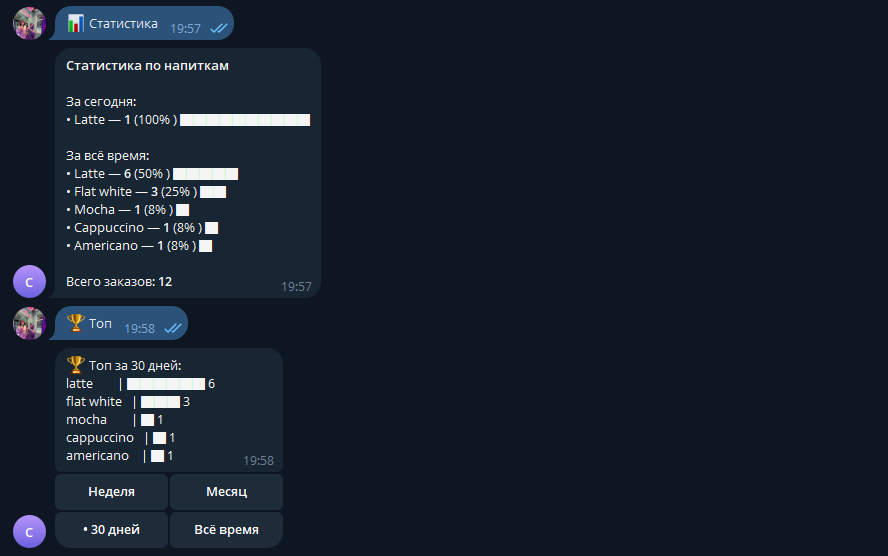 📊 Статистика 19:57
Статистика по напиткам
За сегодня:
• Latte — 1 (100% ) ██████████
За всё время:
• Latte — 6 (50% ) █████
• Flat white — 3 (25% ) ██
• Mocha — 1 (8% ) █
• Cappuccino — 1 (8% ) █
• Americano — 1 (8% ) █
Всего заказов: 12
19:57
C
🏆 Топ 19:58
🏆 Топ за 30 дней:
latte | ██████ 6
flat white | ███ 3
mocha | █ 1
cappuccino | █ 1
americano | █ 1
19:58
Неделя Месяц
• 30 дней Всё время
C